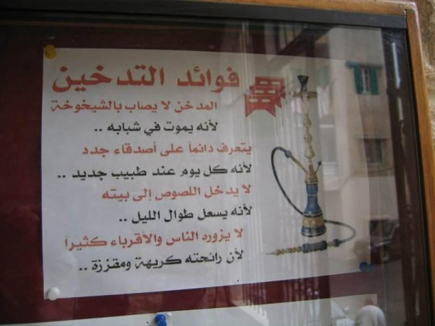 فوائد التدخين
المدخن لا يصاب بالشيخوخة
لأنه يموت في شبابه ..
يتعرف دائماً على أصدقاء جدد
لأنه كل يوم عند طبيب جديد ..
لا يدخل اللصوص إلى بيته
لأنه يسعل طوال الليل ..
لا يزوره الناس والأقرباء كثيراً
لأن رائحته كريهة ومقززة ..